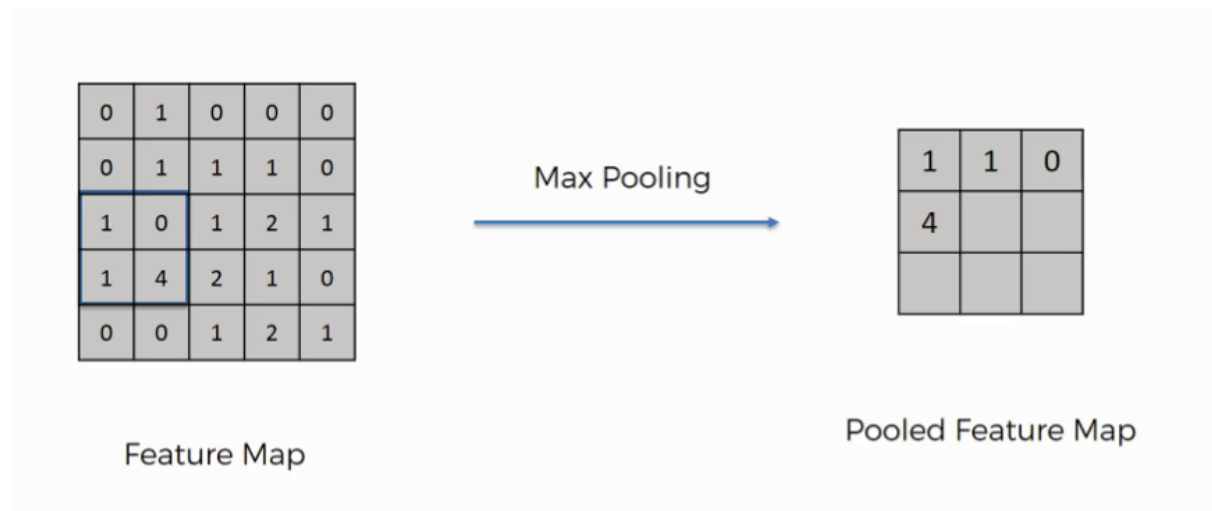 0 1 0 0 0
0 1 1 1 0
1 0 1 2 1
1 4 2 1 0
0 0 1 2 1
Feature Map
Max Pooling
1 1 0
4
Pooled Feature Map